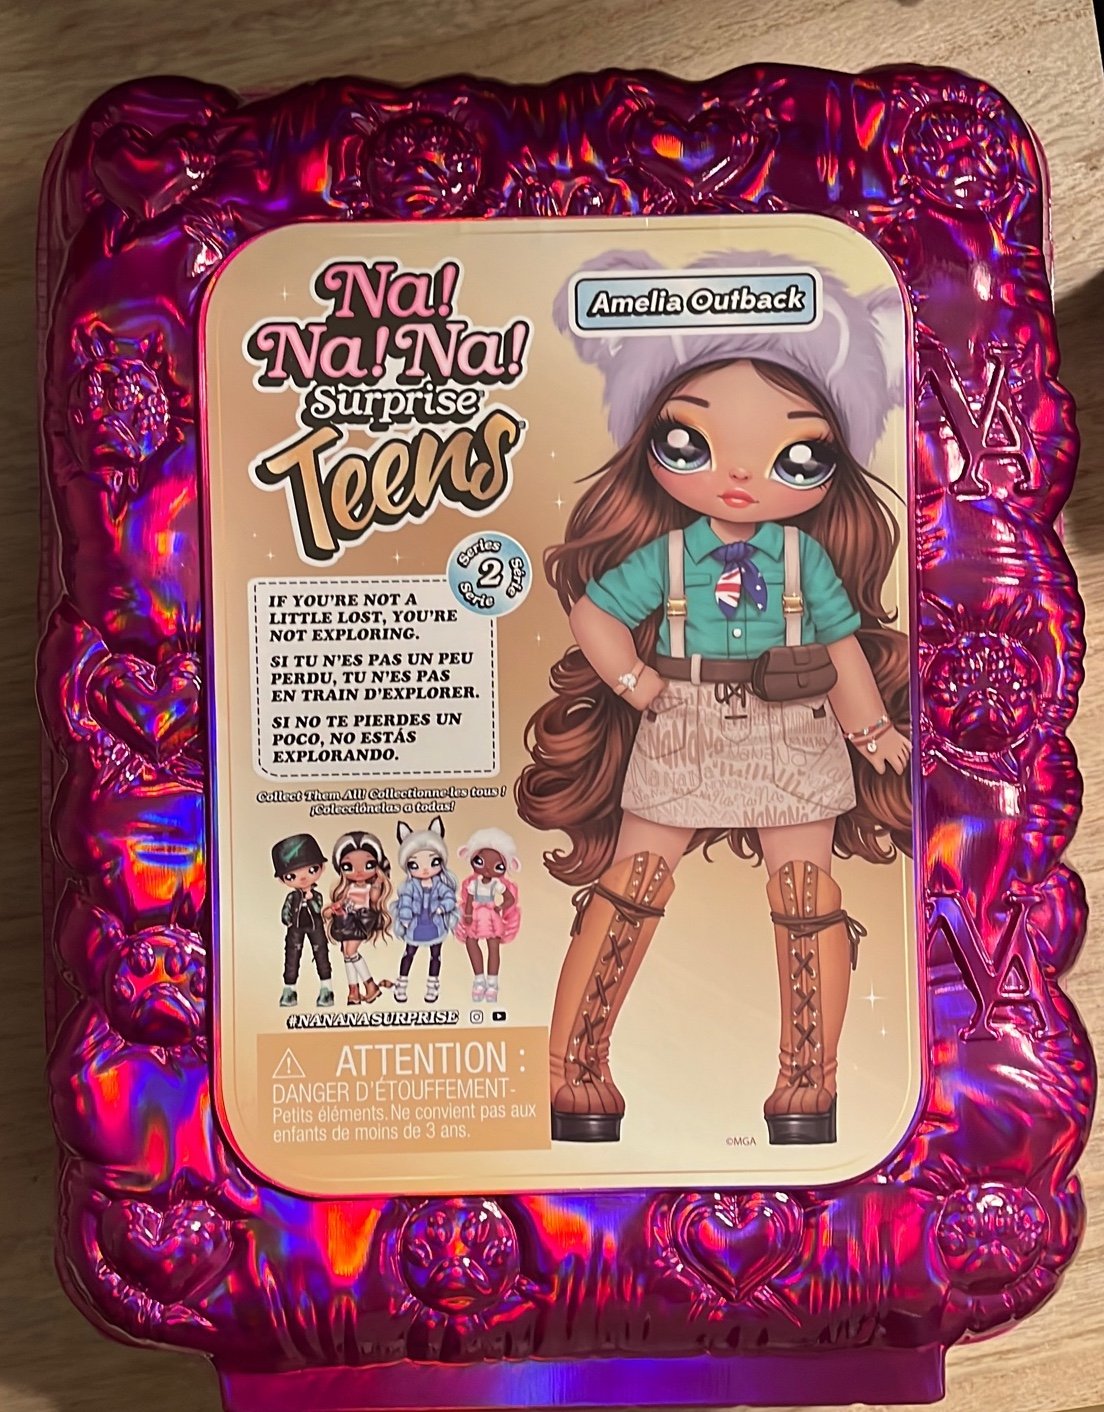 Na!
Na! Na!
Surprise
Teens
Amelia Outback
Series
2
Série
Serie
IF YOU'RE NOT A
LITTLE LOST, YOU'RE
NOT EXPLORING.
SI TU N'ES PAS UN PEU
PERDU, TU N'ES PAS
EN TRAIN D'EXPLORER.
SI NO TE PIERDES UN
POCO, NO ESTÁS
EXPLORANDO.
Collect Them All! Collectionne-les tous !
¡Colecciónelas a todas!
#NANANASURPRISE
ATTENTION :
DANGER D'ÉTOUFFEMENT-
Petits éléments. Ne convient pas aux
enfants de moins de 3 ans.
©MGA
NA
NA